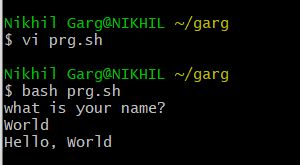 Nikhil Garg@NIKHIL ~/garg
$ vi prg.sh
Nikhil Garg@NIKHIL ~/garg
$ bash prg.sh
what is your name?
World
Hello, World